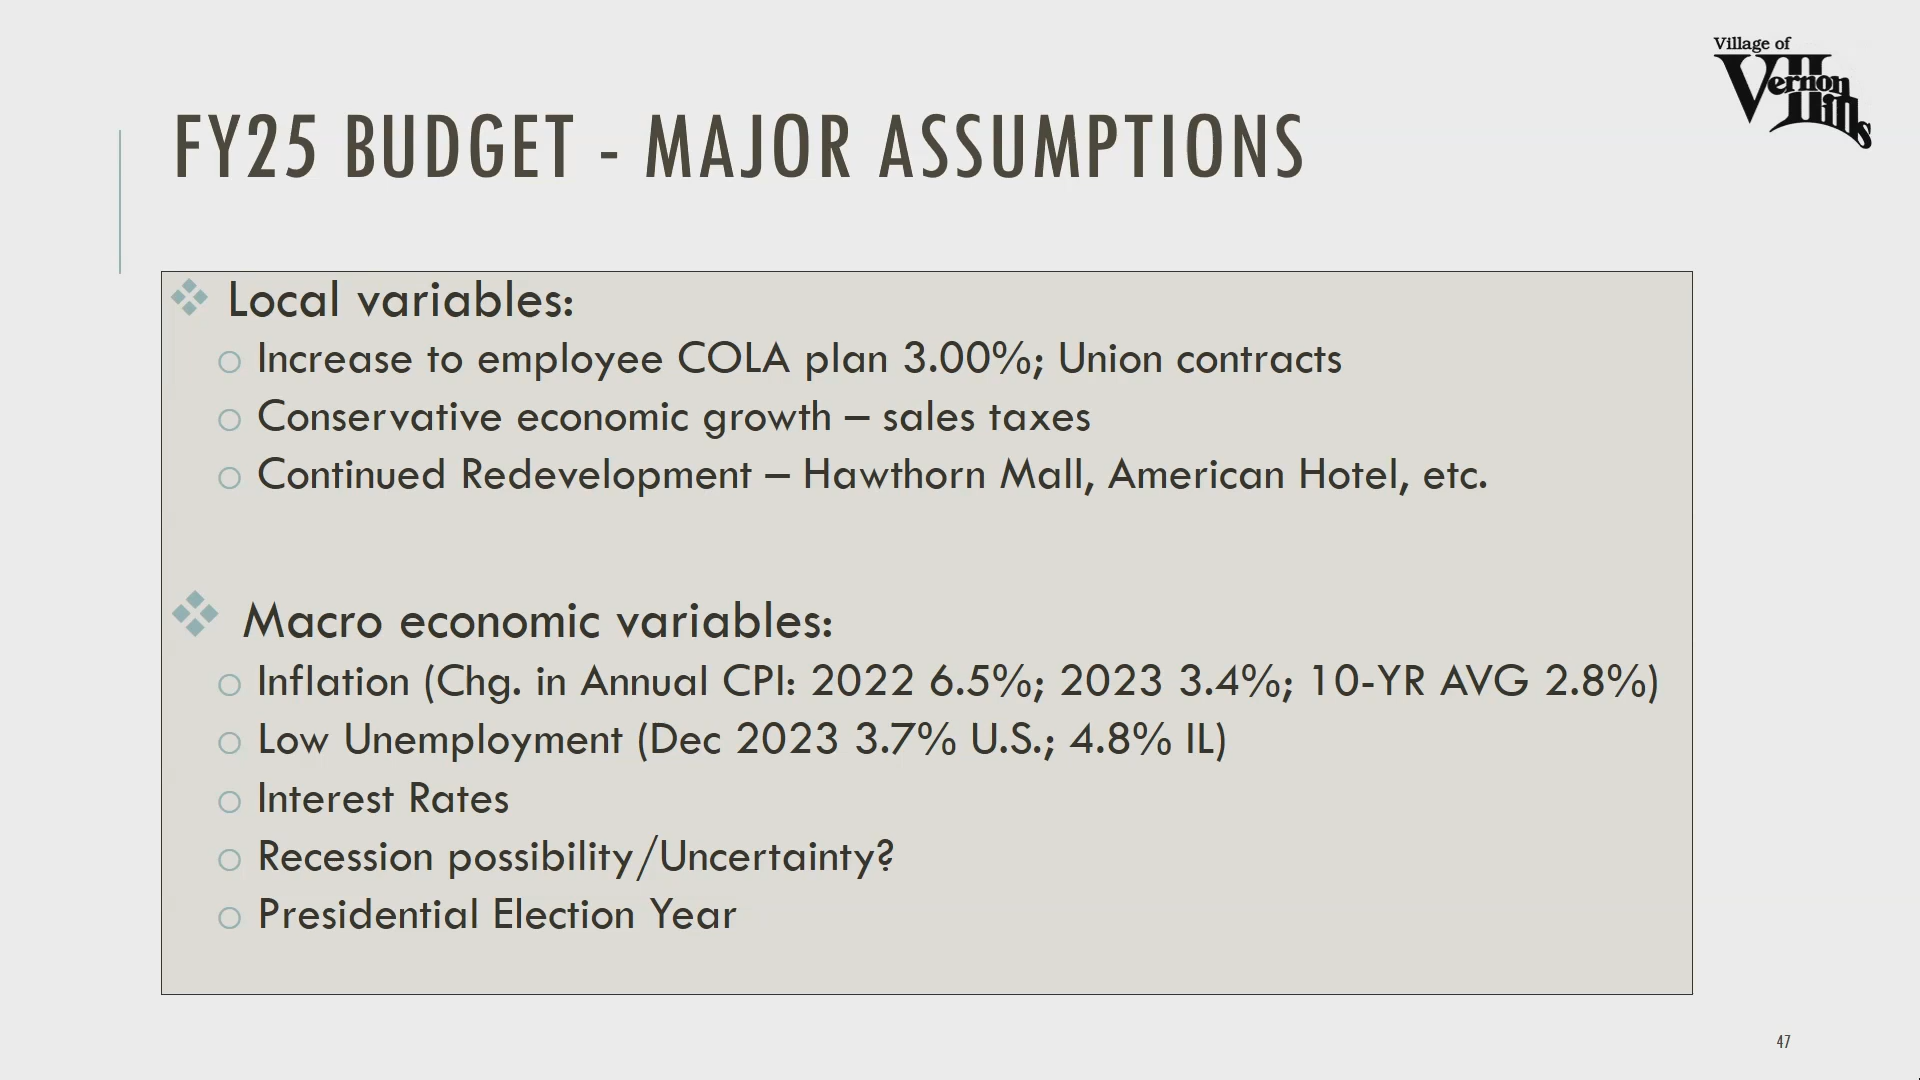 Village of
Vernon
Hills
FY25 BUDGET - MAJOR ASSUMPTIONS
Local variables:
Increase to employee COLA plan 3.00%; Union contracts
Conservative economic growth – sales taxes
Continued Redevelopment – Hawthorn Mall, American Hotel, etc.
Macro economic variables:
Inflation (Chg. in Annual CPI: 2022 6.5%; 2023 3.4%; 10-YR AVG 2.8%)
Low Unemployment (Dec 2023 3.7% U.S.; 4.8% IL)
Interest Rates
Recession possibility/Uncertainty?
Presidential Election Year
47